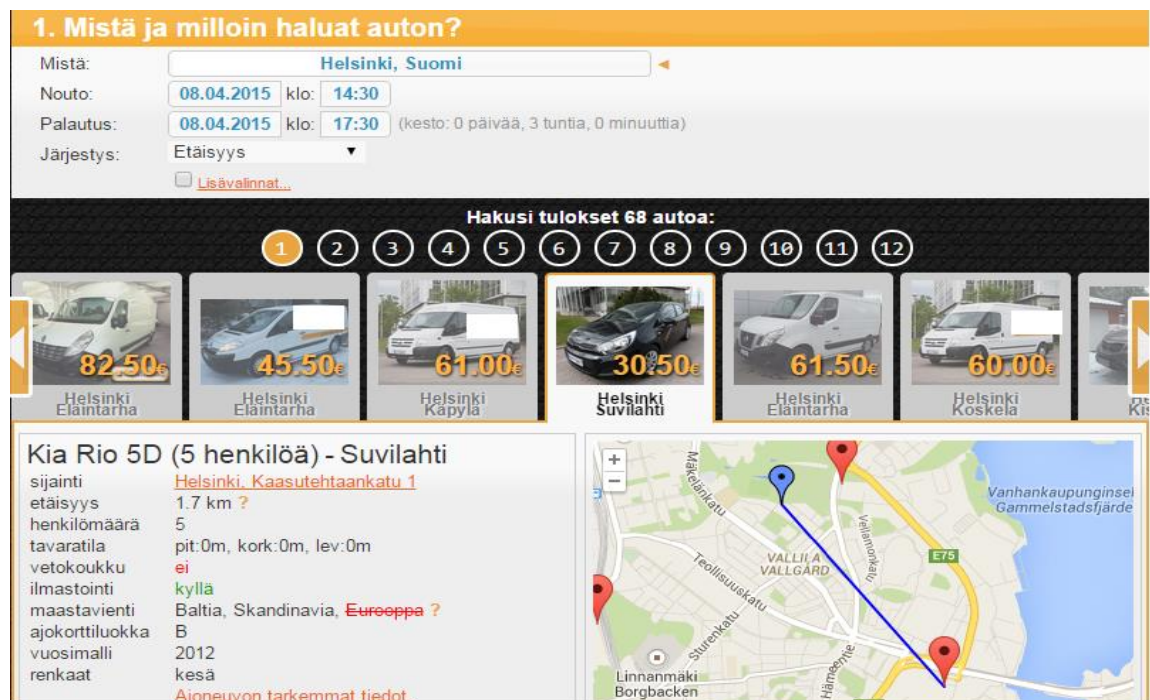 1. Mistä ja milloin haluat auton?
Mistä: Helsinki, Suomi
Nouto: 08.04.2015 klo: 14:30
Palautus: 08.04.2015 klo: 17:30 (kesto: 0 päivää, 3 tuntia, 0 minuuttia)
Järjestys: Etäisyys
Lisävalinnat...
Hakusi tulokset 68 autoa:
1 2 3 4 5 6 7 8 9 10 11 12
82.50€ 45.50€ 61.00€ 30.50€ 61.50€ 60.00€
Helsinki Helsinki Helsinki Helsinki Helsinki Helsinki
Eläintarha Eläintarha Käpylä Suvilahti Eläintarha Koskela Kis
Kia Rio 5D (5 henkilöä) - Suvilahti
sijainti Helsinki, Kaasutehtaankatu 1
etäisyys 1.7 km ?
henkilömäärä 5
tavaratila pit:0m, kork:0m, lev:0m
vetokoukku ei
ilmastointi kyllä
maastavienti Baltia, Skandinavia, Eurooppa ?
ajokorttiluokka B
vuosimalli 2012
renkaat kesä
Ajoneuvon tarkemmat tiedot
+
−
Mäkelänkatu
Vanhankaupunginsel
Gammelstadsfjärde
Vellamonkatu
E75
VALLILA
VALLGÅRD
Teollisuuskatu
Sturenkatu
Hämeentie
Linnanmäki
Borgbacken